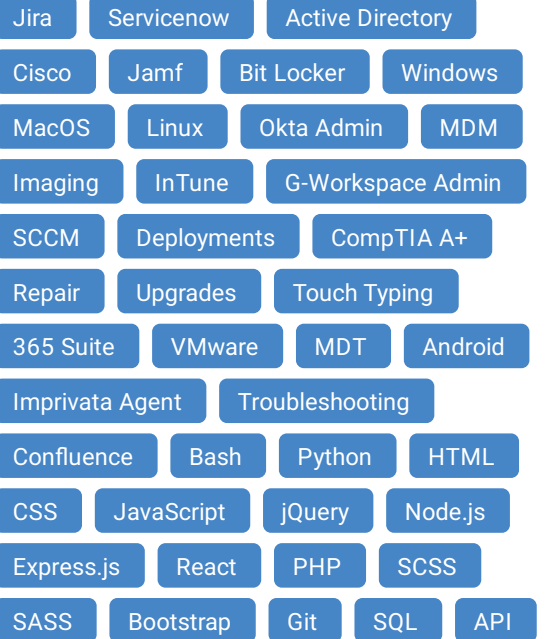 Jira Servicenow Active Directory
Cisco Jamf Bit Locker Windows
MacOS Linux Okta Admin MDM
Imaging InTune G-Workspace Admin
SCCM Deployments CompTIA A+
Repair Upgrades Touch Typing
365 Suite VMware MDT Android
Imprivata Agent Troubleshooting
Confluence Bash Python HTML
CSS JavaScript jQuery Node.js
Express.js React PHP SCSS
SASS Bootstrap Git SQL API